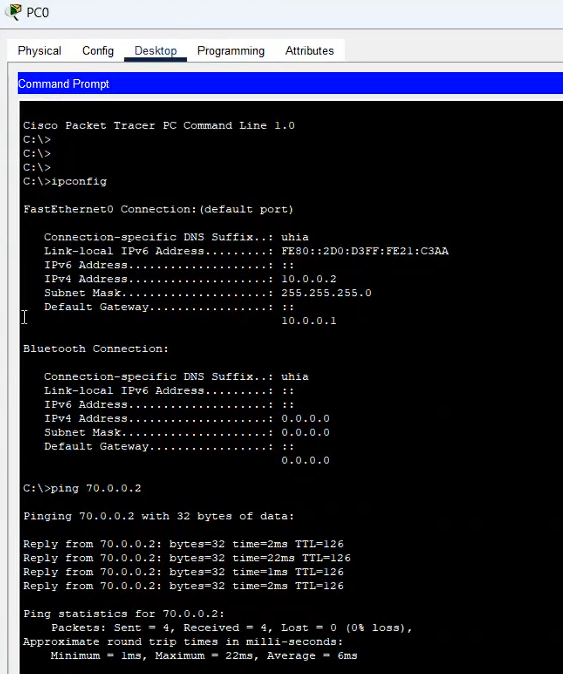 PC0
Physical Config Desktop Programming Attributes
Command Prompt
Cisco Packet Tracer PC Command Line 1.0
C:\>
C:\>
C:\>
C:\>ipconfig
FastEthernet0 Connection:(default port)
Connection-specific DNS Suffix..: uhia
Link-local IPv6 Address.........: FE80::2D0:D3FF:FE21:C3AA
IPv6 Address....................: ::
IPv4 Address....................: 10.0.0.2
Subnet Mask.....................: 255.255.255.0
Default Gateway.................: ::
10.0.0.1
Bluetooth Connection:
Connection-specific DNS Suffix..: uhia
Link-local IPv6 Address.........: ::
IPv6 Address....................: ::
IPv4 Address....................: 0.0.0.0
Subnet Mask.....................: 0.0.0.0
Default Gateway.................: ::
0.0.0.0
C:\>ping 70.0.0.2
Pinging 70.0.0.2 with 32 bytes of data:
Reply from 70.0.0.2: bytes=32 time=2ms TTL=126
Reply from 70.0.0.2: bytes=32 time=22ms TTL=126
Reply from 70.0.0.2: bytes=32 time=1ms TTL=126
Reply from 70.0.0.2: bytes=32 time=2ms TTL=126
Ping statistics for 70.0.0.2:
Packets: Sent = 4, Received = 4, Lost = 0 (0% loss),
Approximate round trip times in milli-seconds:
Minimum = 1ms, Maximum = 22ms, Average = 6ms